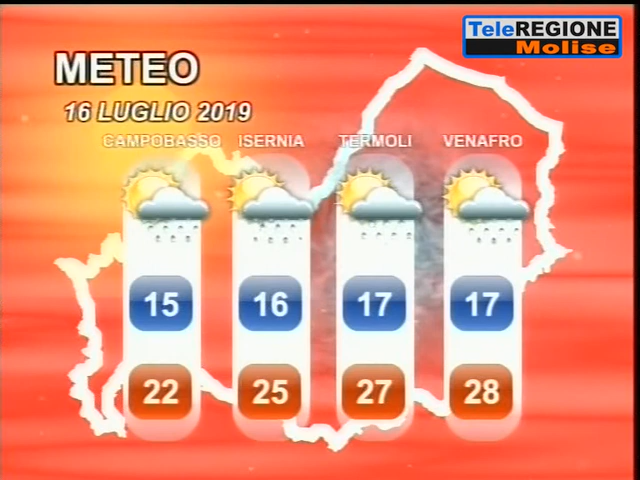 TeleREGIONE
Molise
METEO
16 LUGLIO 2019
CAMPOBASSO ISERNIA TERMOLI VENAFRO
15 16 17 17
22 25 27 28